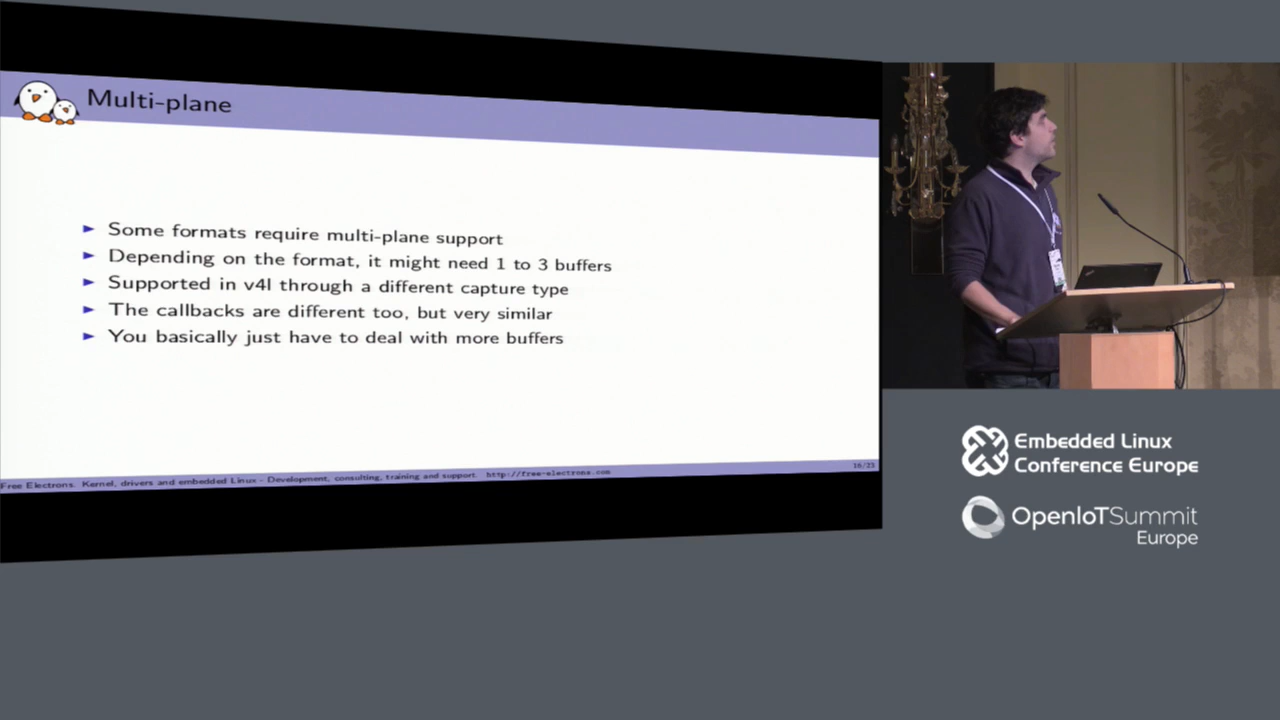 Multi-plane
Some formats require multi-plane support
Depending on the format, it might need 1 to 3 buffers
Supported in v4l through a different capture type
The callbacks are different too, but very similar
You basically just have to deal with more buffers
Free Electrons. Kernel, drivers and embedded Linux - Development, consulting, training and support. http://free-electrons.com
16/23
Embedded Linux
Conference Europe
OpenIoTSummit
Europe